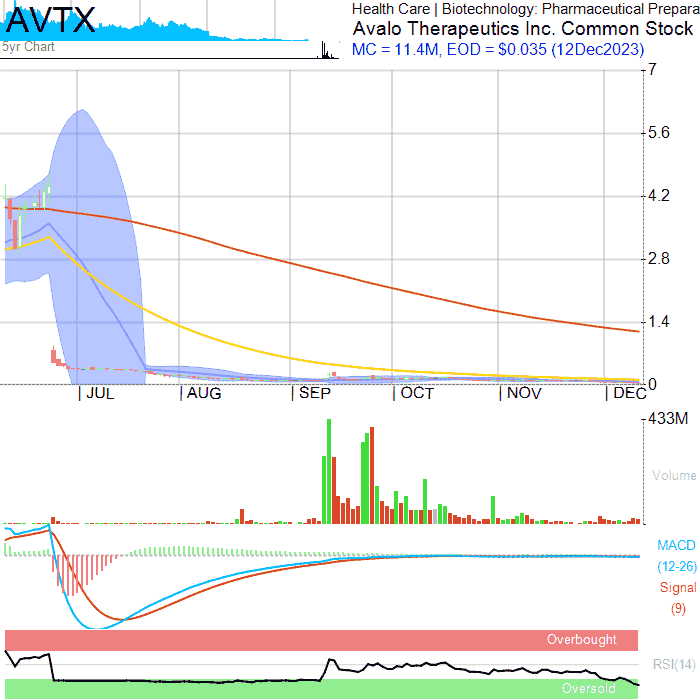 AVTX
Health Care | Biotechnology: Pharmaceutical Prepara
Avalo Therapeutics Inc. Common Stock
5yr Chart
MC = 11.4M, EOD = $0.035 (12Dec2023)
7
5.6
4.2
2.8
1.4
0
JUL AUG SEP OCT NOV DEC
433M
Volume
MACD
(12-26)
Signal
(9)
Overbought
RSI(14)
Oversold